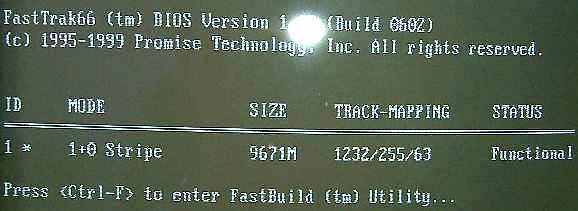 FastTrak66 (tm) BIOS Version 1 (Build 0602)
(c) 1995-1999 Promise Technology, Inc. All rights reserved.
ID MODE SIZE TRACK-MAPPING STATUS
1 * 1+0 Stripe 9671M 1232/255/63 Functional
Press <Ctrl-F> to enter FastBuild (tm) Utility...